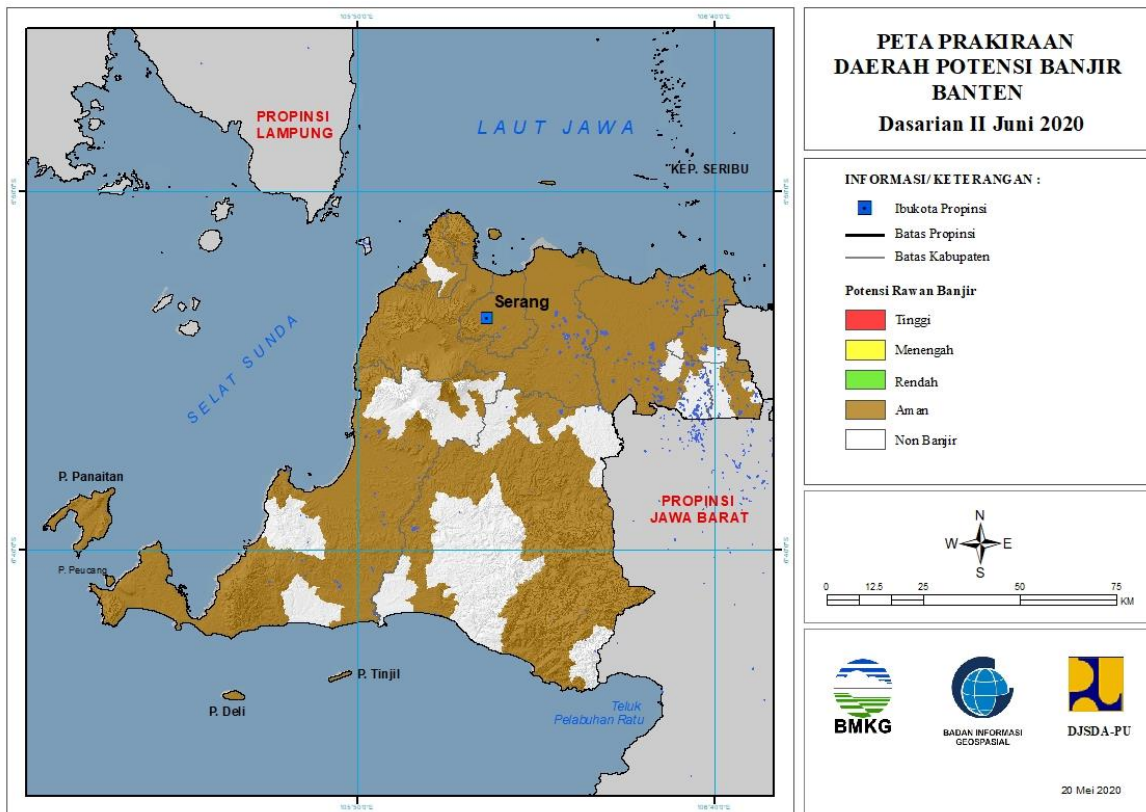 PETA PRAKIRAAN
DAERAH POTENSI BANJIR
BANTEN
Dasarian II Juni 2020
INFORMASI/ KETERANGAN :
Ibukota Propinsi
Batas Propinsi
Batas Kabupaten
Potensi Rawan Banjir
Tinggi
Menengah
Rendah
Aman
Non Banjir
N
W E
S
0 12.5 25 50 75
KM
BMKG
BADAN INFORMASI
GEOSPASIAL
DJSDA-PU
20 Mei 2020
PROPINSI
LAMPUNG
LAUT JAWA
KEP. SERIBU
Serang
SELAT SUNDA
P. Panaitan
P. Peucang
PROPINSI
JAWA BARAT
P. Tinjil
P. Deli
Teluk
Pelabuhan Ratu